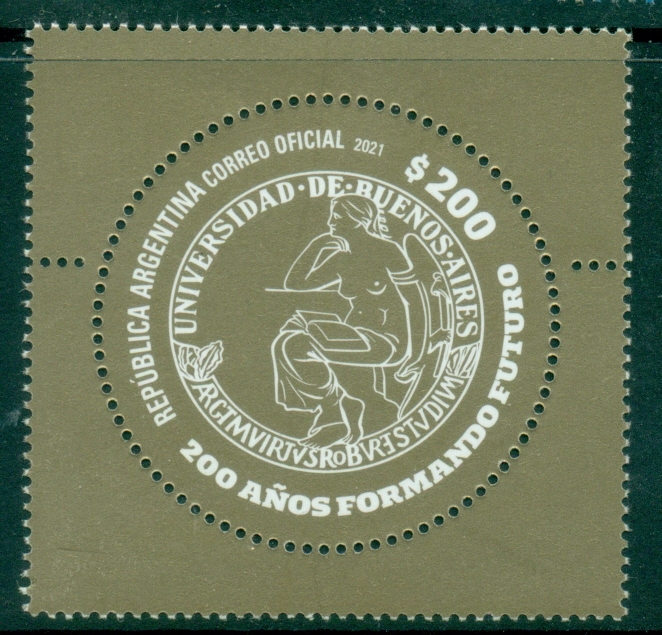 REPÚBLICA ARGENTINA CORREO OFICIAL 2021
$200
UNIVERSIDAD·DE·BUENOS·AIRES
ARGTMVIRTVSROBVRESTVDIVM
200 AÑOS FORMANDO FUTURO